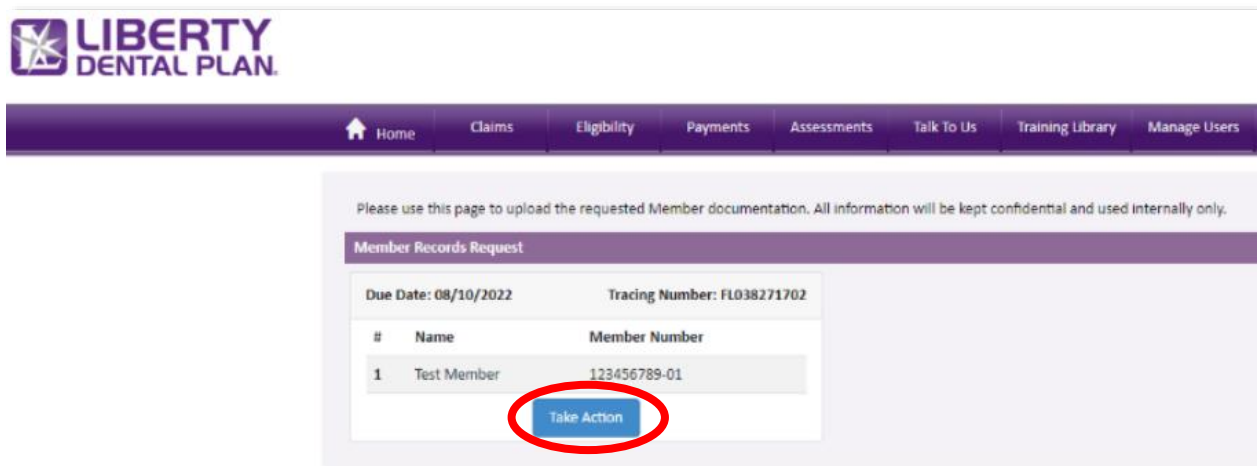 LIBERTY
DENTAL PLAN.
Home Claims Eligibility Payments Assessments Talk To Us Training Library Manage Users
Please use this page to upload the requested Member documentation. All information will be kept confidential and used internally only.
Member Records Request
Due Date: 08/10/2022 Tracing Number: FL038271702
# Name Member Number
1 Test Member 123456789-01
Take Action